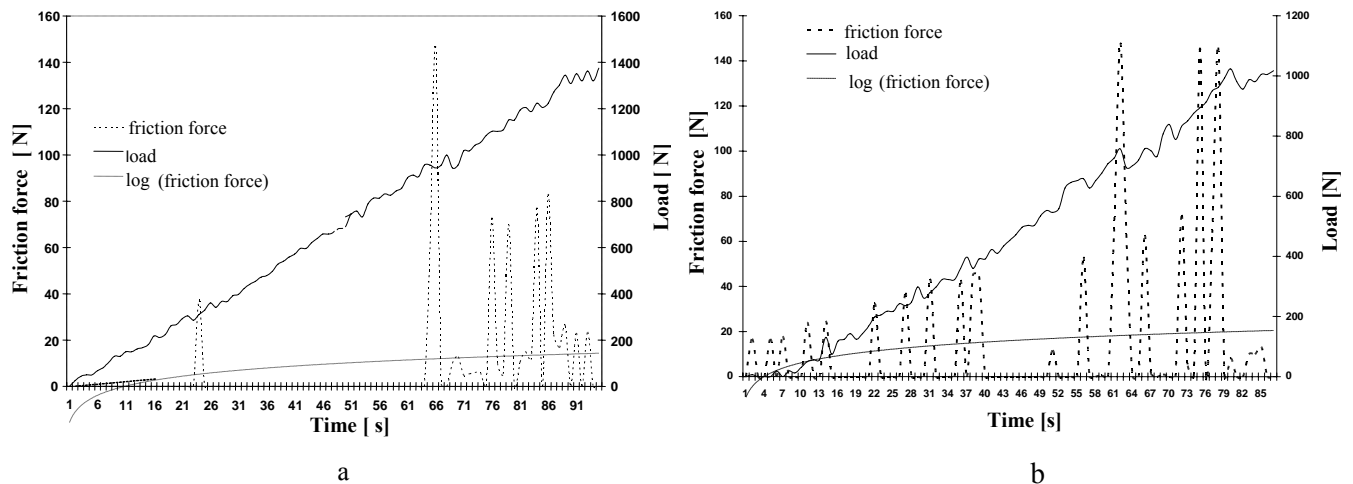 160
140
120
100
80
60
40
20
0
Friction force [ N]
friction force
load
log (friction force)
1600
1400
1200
1000
800
600
400
200
0
Load[ N]
1 6 11 16 21 26 31 36 41 46 51 56 61 66 71 76 81 86 91
Time [ s]
a
160
140
120
100
80
60
40
20
0
Friction force [N]
friction force
load
log (friction force)
1200
1000
800
600
400
200
0
Load [N]
1 4 7 10 13 16 19 22 25 28 31 34 37 40 43 46 49 52 55 58 61 64 67 70 73 76 79 82 85
Time [s]
b